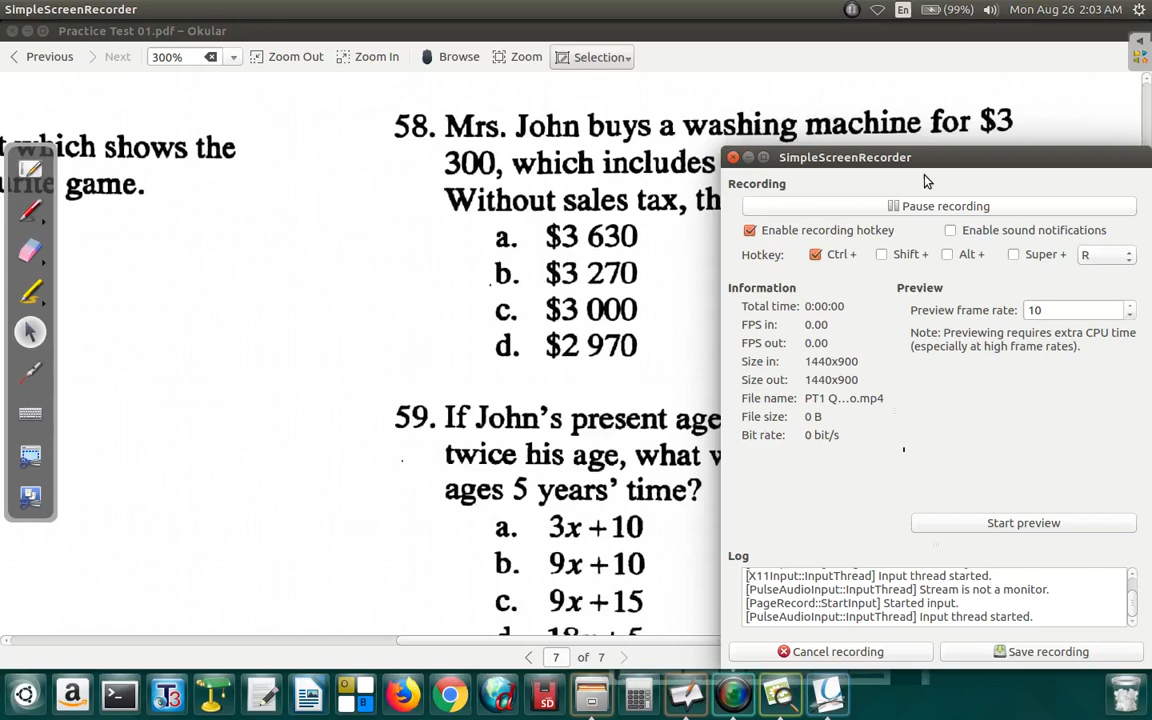 SimpleScreenRecorder
En
(99%)
Mon Aug 26 2:03 AM
Practice Test 01.pdf – Okular
Previous
Next
300%
Zoom Out
Zoom In
Browse
Zoom
Selection
t which shows the
game.
58. Mrs. John buys a washing machine for $3
300, which includes
Without sales tax, th
a. $3 630
b. $3 270
c. $3 000
d. $2 970
59. If John's present age
twice his age, what w
ages 5 years' time?
a. 3x + 10
b. 9x + 10
c. 9x + 15
SimpleScreenRecorder
Recording
Pause recording
Enable recording hotkey
Enable sound notifications
Hotkey:
Ctrl +
Shift +
Alt +
Super +
R
Information
Total time: 0:00:00
FPS in: 0.00
FPS out: 0.00
Size in: 1440x900
Size out: 1440x900
File name: PT1 Q...o.mp4
File size: 0 B
Bit rate: 0 bit/s
Preview
Preview frame rate: 10
Note: Previewing requires extra CPU time
(especially at high frame rates).
Start preview
Log
[X11Input::InputThread] Input thread started.
[PulseAudioInput::InputThread] Stream is not a monitor.
[PageRecord::StartInput] Started input.
[PulseAudioInput::InputThread] Input thread started.
Cancel recording
Save recording
7 of 7
SD